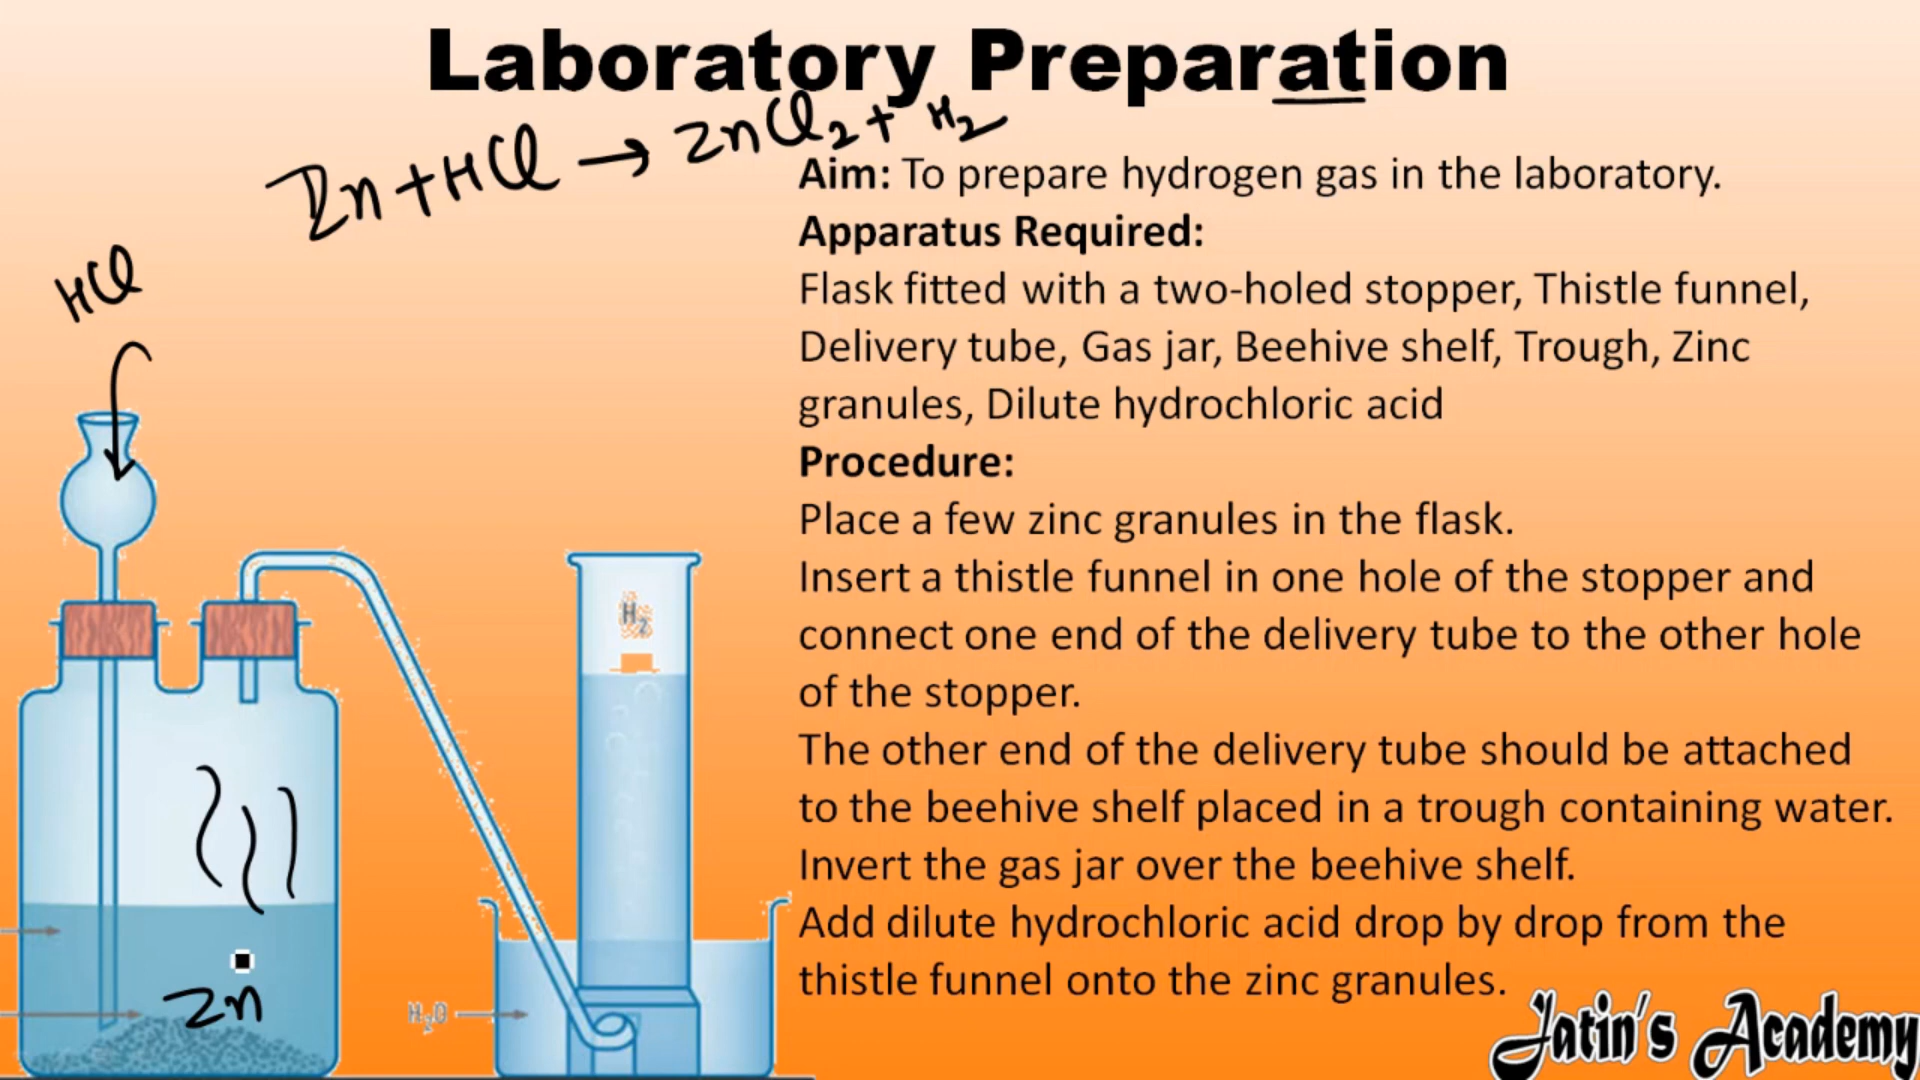 Laboratory Preparation
Zn + HCl → ZnCl2 + H2
Aim: To prepare hydrogen gas in the laboratory.
Apparatus Required:
Flask fitted with a two-holed stopper, Thistle funnel,
Delivery tube, Gas jar, Beehive shelf, Trough, Zinc
granules, Dilute hydrochloric acid
Procedure:
Place a few zinc granules in the flask.
Insert a thistle funnel in one hole of the stopper and
connect one end of the delivery tube to the other hole
of the stopper.
The other end of the delivery tube should be attached
to the beehive shelf placed in a trough containing water.
Invert the gas jar over the beehive shelf.
Add dilute hydrochloric acid drop by drop from the
thistle funnel onto the zinc granules.
HCl
H2
Zn
H2O
Jatin's Academy